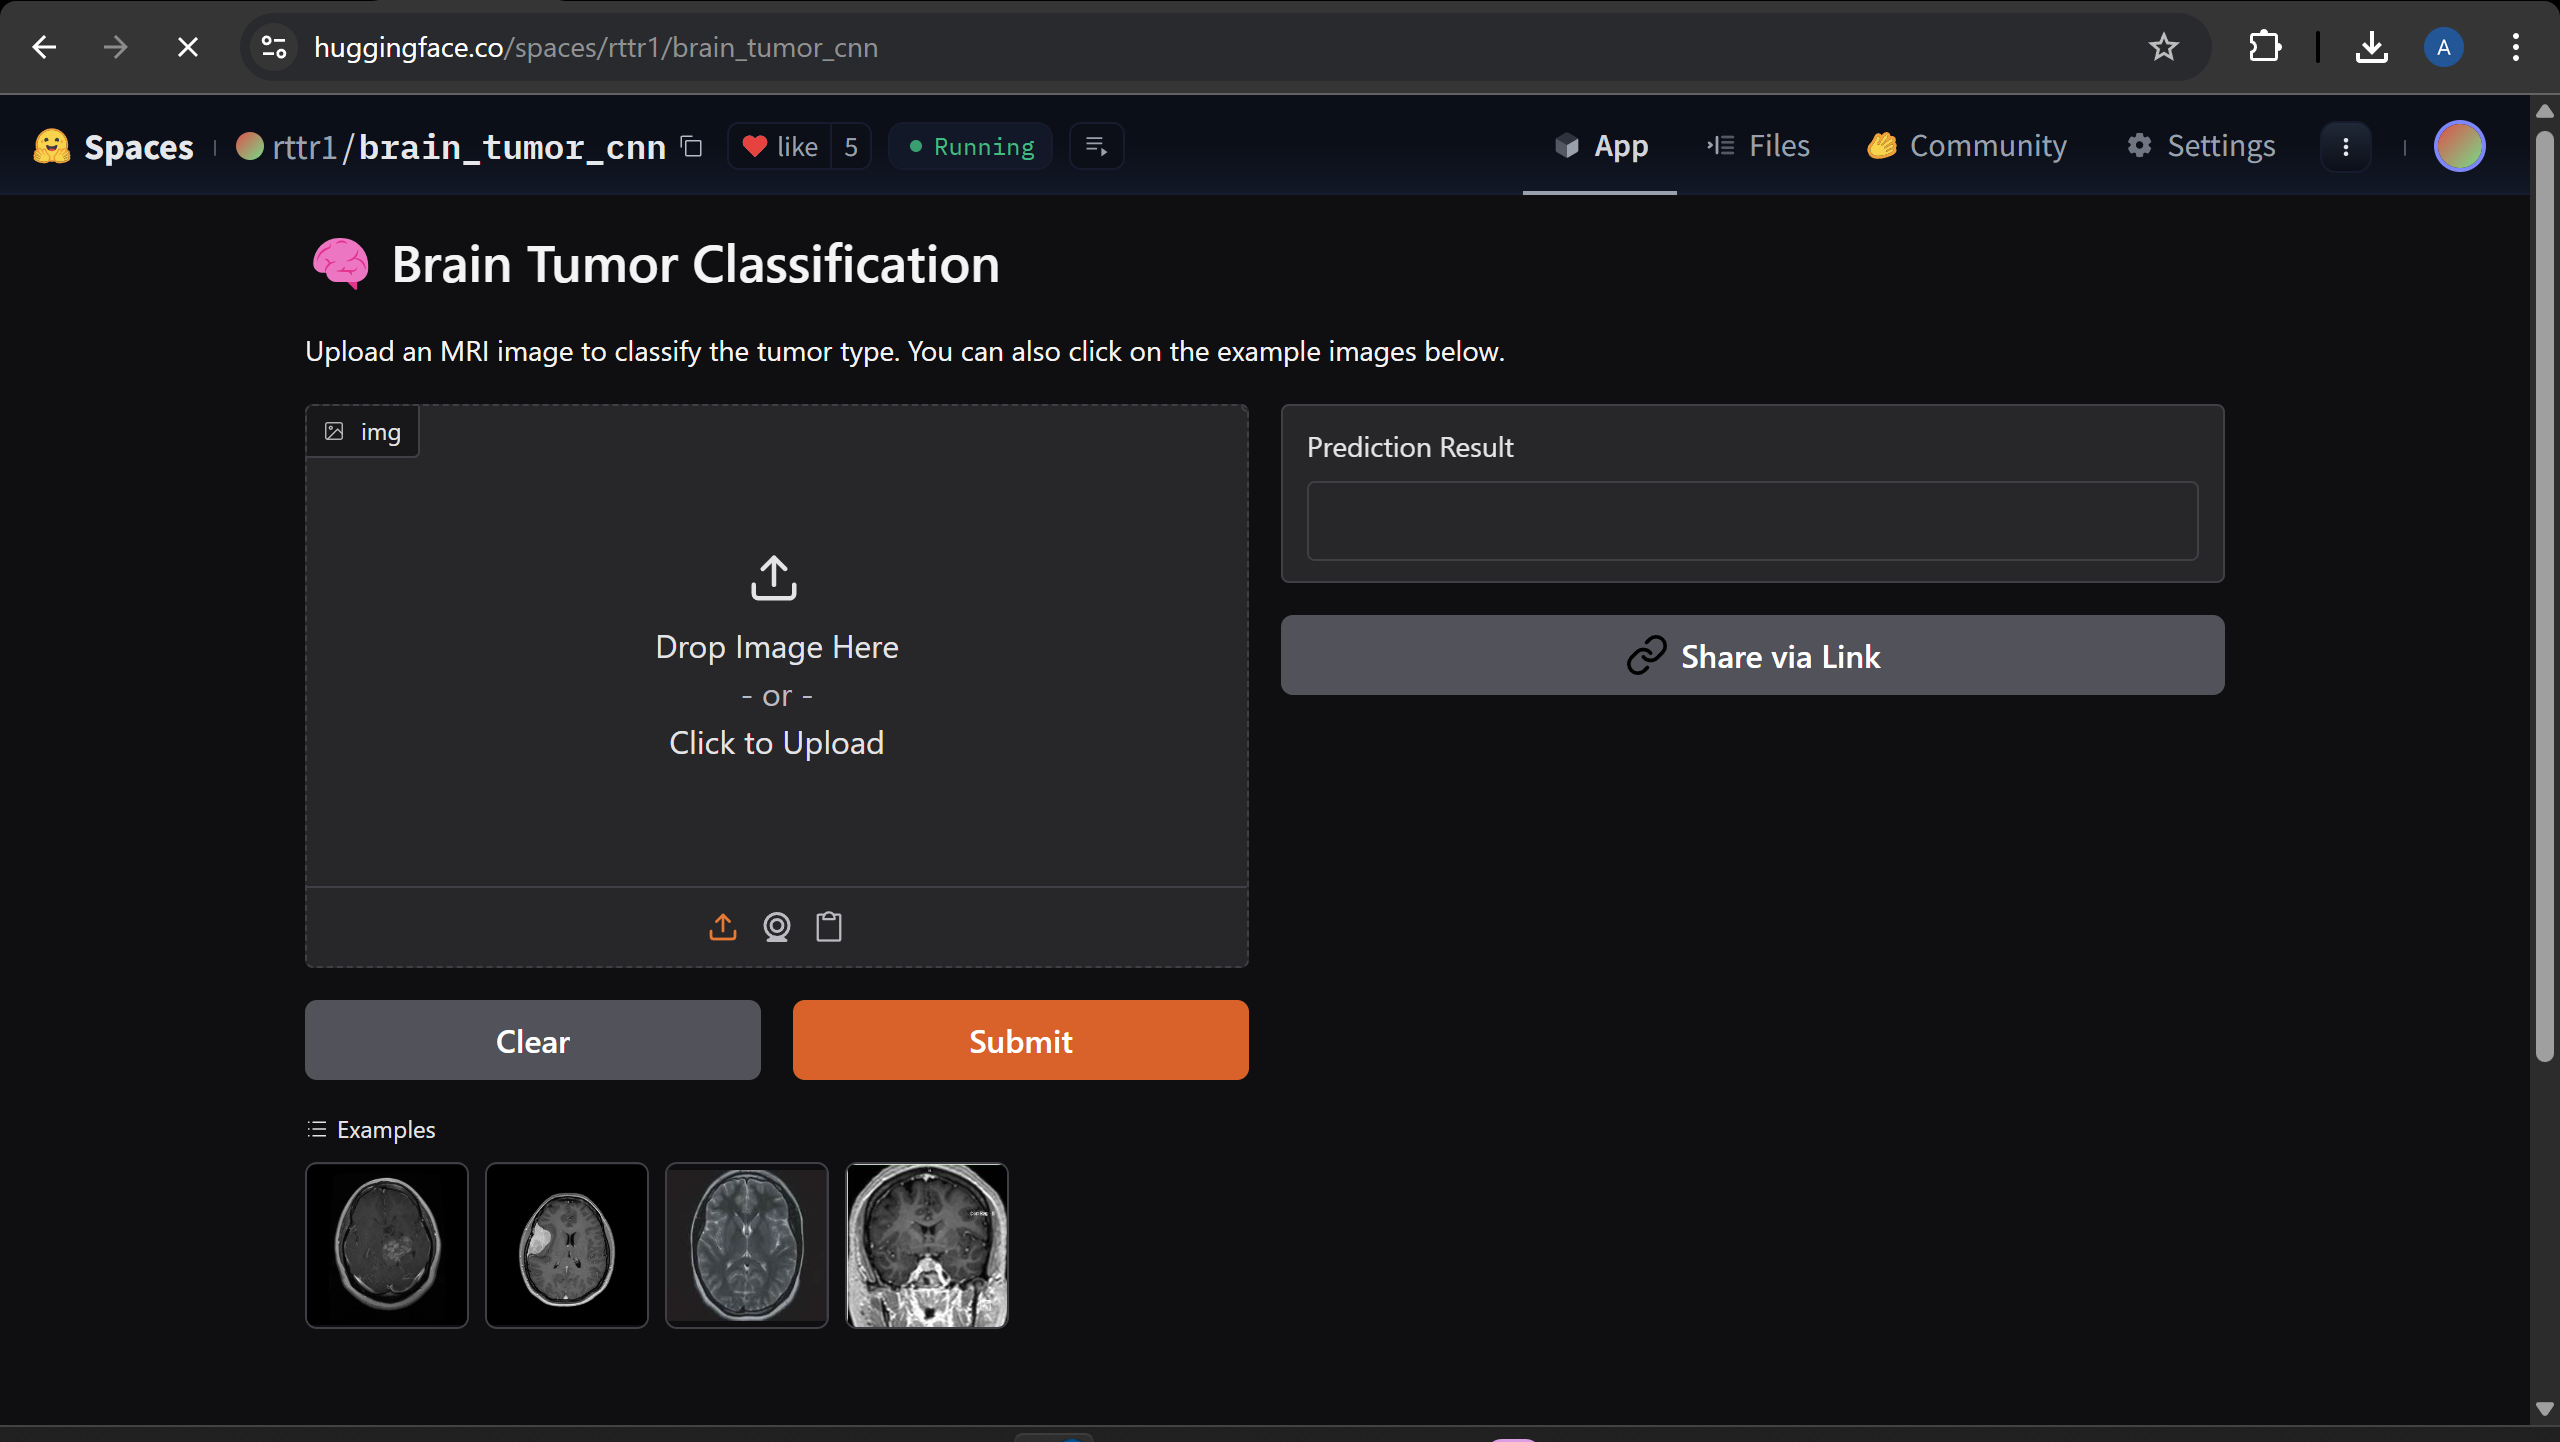 huggingface.co/spaces/rttr1/brain_tumor_cnn
A
Spaces rttr1/brain_tumor_cnn like 5 Running App Files Community Settings
Brain Tumor Classification
Upload an MRI image to classify the tumor type. You can also click on the example images below.
img
Drop Image Here
- or -
Click to Upload
Prediction Result
Share via Link
Clear Submit
Examples